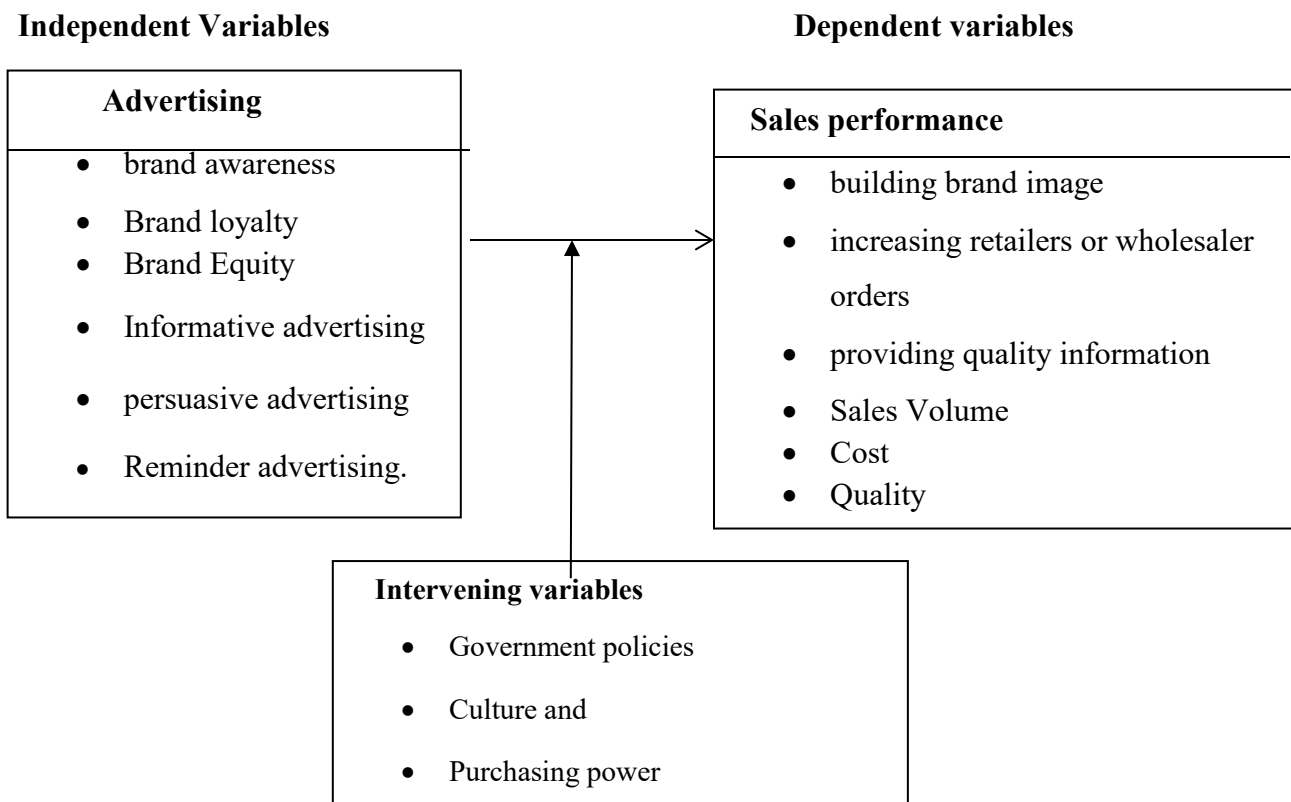 Independent Variables
Dependent variables
Advertising
• brand awareness
• Brand loyalty
• Brand Equity
• Informative advertising
• persuasive advertising
• Reminder advertising.
Sales performance
• building brand image
• increasing retailers or wholesaler
orders
• providing quality information
• Sales Volume
• Cost
• Quality
Intervening variables
• Government policies
• Culture and
• Purchasing power